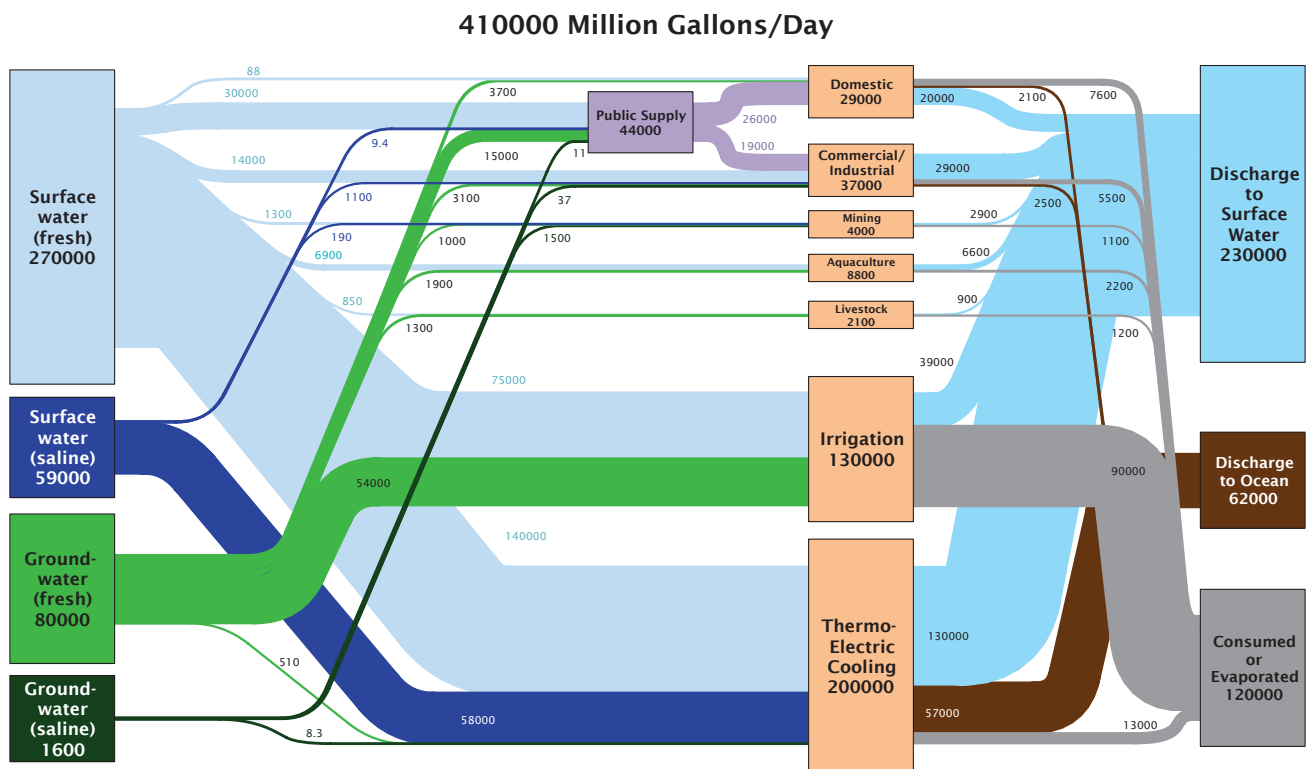 410000 Million Gallons/Day
Surface
water
(fresh)
270000
Surface
water
(saline)
59000
Ground-
water
(fresh)
80000
Ground-
water
(saline)
1600
88
30000
14000
1300
6900
850
75000
140000
9.4
1100
190
58000
3700
15000
3100
1000
1900
1300
54000
510
11
37
1500
8.3
Public Supply
44000
26000
19000
Domestic
29000
Commercial/
Industrial
37000
Mining
4000
Aquaculture
8800
Livestock
2100
Irrigation
130000
Thermo-
Electric
Cooling
200000
20000
2100
7600
29000
2500
5500
2900
1100
6600
2200
900
1200
39000
90000
130000
57000
13000
Discharge
to
Surface
Water
230000
Discharge
to Ocean
62000
Consumed
or
Evaporated
120000